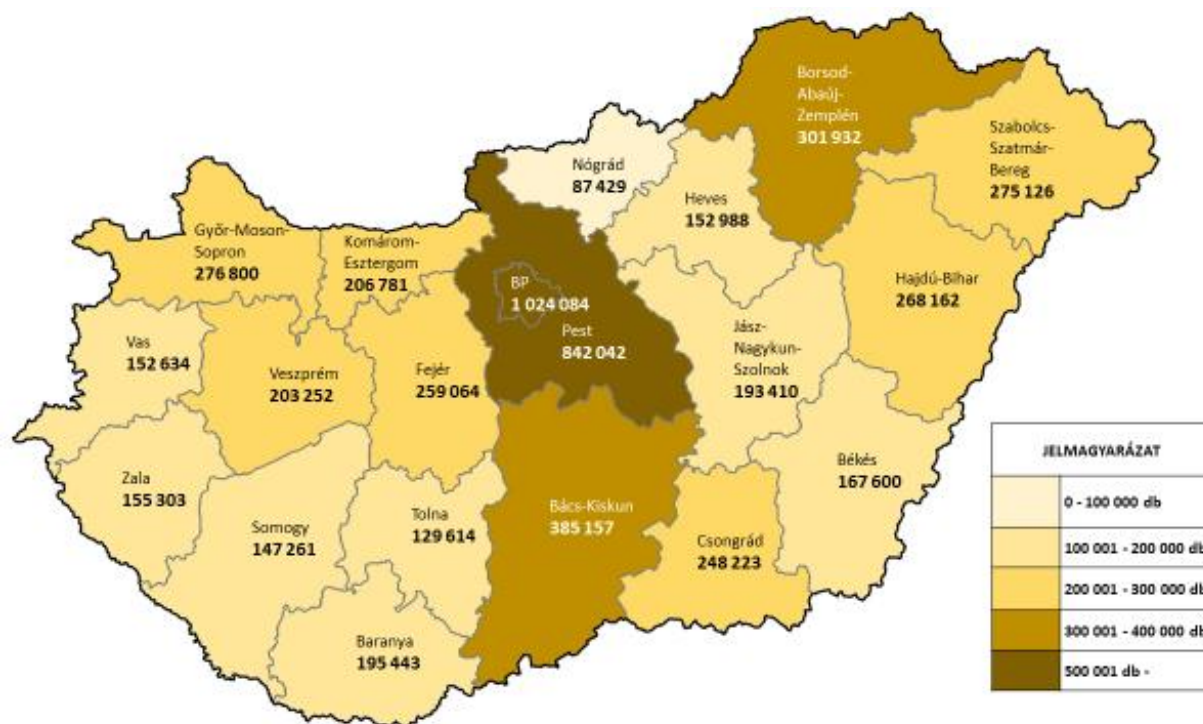 Borsod-
Abaúj-
Zemplén
301 932
Szabolcs-
Szatmár-
Bereg
275 126
Nógrád
87 429
Heves
152 988
Győr-Moson-
Sopron
276 800
Komárom-
Esztergom
206 781
BP
1 024 084
Pest
842 042
Hajdú-Bihar
268 162
Jász-
Nagykun-
Szolnok
193 410
Vas
152 634
Veszprém
203 252
Fejér
259 064
Zala
155 303
Somogy
147 261
Tolna
129 614
Bács-Kiskun
385 157
Békés
167 600
Csongrád
248 223
Baranya
195 443
JELMAGYARÁZAT
0 - 100 000 db
100 001 - 200 000 db
200 001 - 300 000 db
300 001 - 400 000 db
500 001 db -